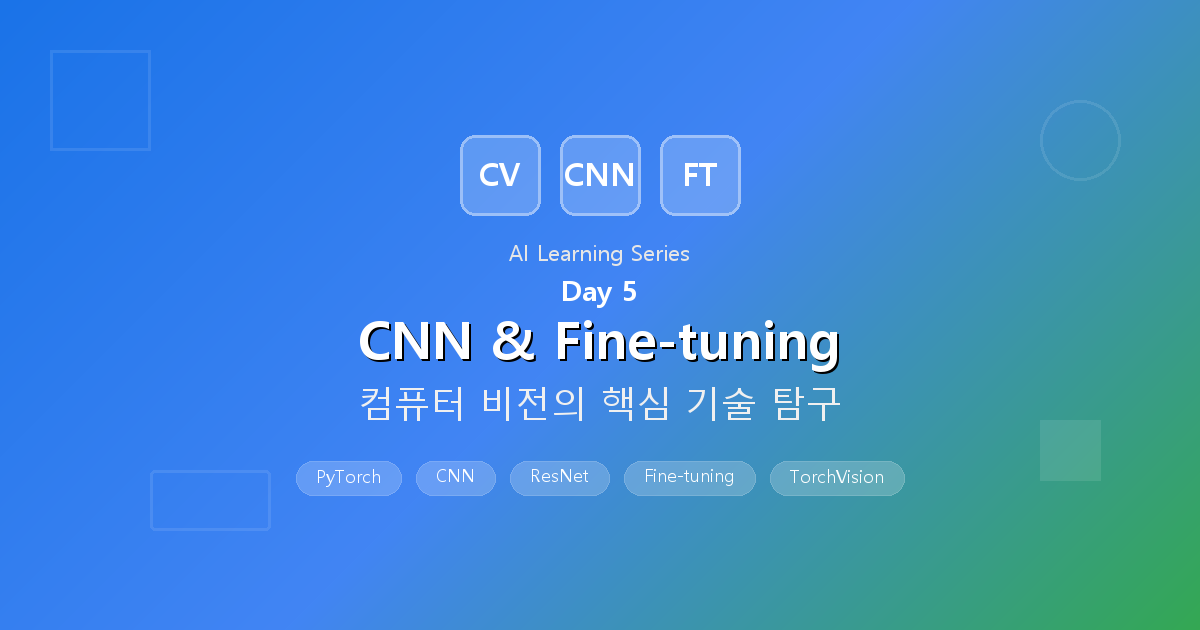 CV CNN FT
AI Learning Series
Day 5
CNN & Fine-tuning
컴퓨터 비전의 핵심 기술 탐구
PyTorch CNN ResNet Fine-tuning TorchVision